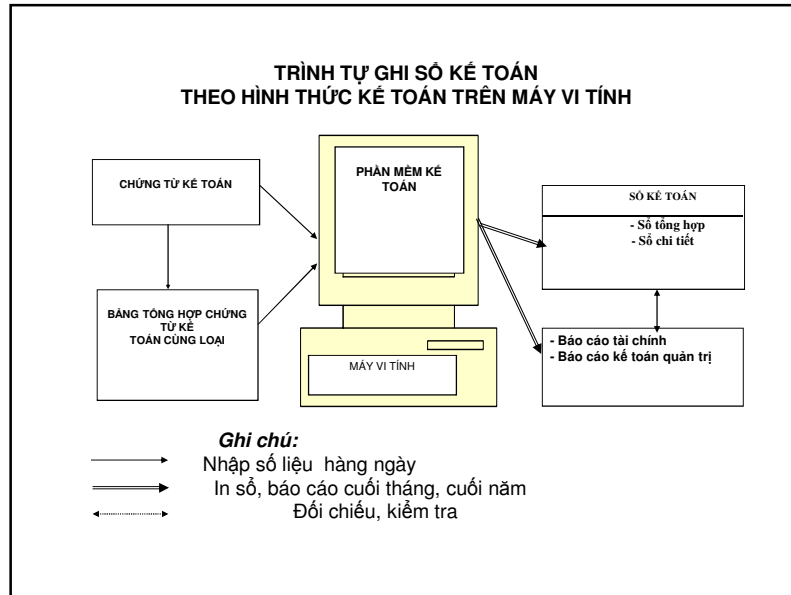 TRÌNH TỰ GHI SỔ KẾ TOÁN
THEO HÌNH THỨC KẾ TOÁN TRÊN MÁY VI TÍNH
CHỨNG TỪ KẾ TOÁN
BẢNG TỔNG HỢP CHỨNG
TỪ KẾ
TOÁN CÙNG LOẠI
PHẦN MỀM KẾ
TOÁN
MÁY VI TÍNH
SỔ KẾ TOÁN
- Sổ tổng hợp
- Sổ chi tiết
- Báo cáo tài chính
- Báo cáo kế toán quản trị
Ghi chú:
Nhập số liệu hàng ngày
In sổ, báo cáo cuối tháng, cuối năm
Đối chiếu, kiểm tra